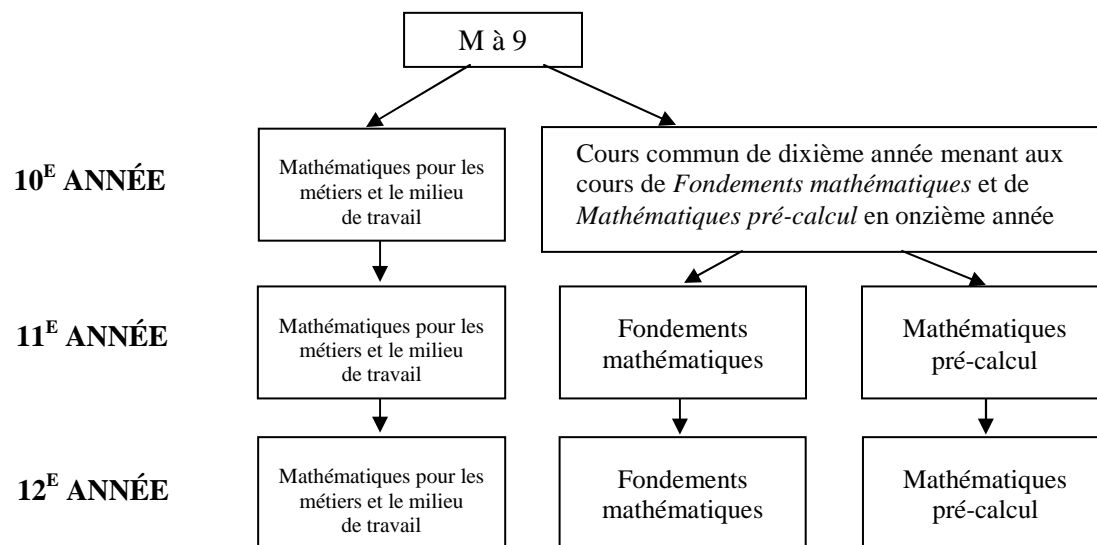 M à 9
10E ANNÉE
Mathématiques pour les
métiers et le milieu
de travail
Cours commun de dixième année menant aux
cours de Fondements mathématiques et de
Mathématiques pré-calcul en onzième année
11E ANNÉE
Mathématiques pour les
métiers et le milieu
de travail
Fondements
mathématiques
Mathématiques
pré-calcul
12E ANNÉE
Mathématiques pour les
métiers et le milieu
de travail
Fondements
mathématiques
Mathématiques
pré-calcul